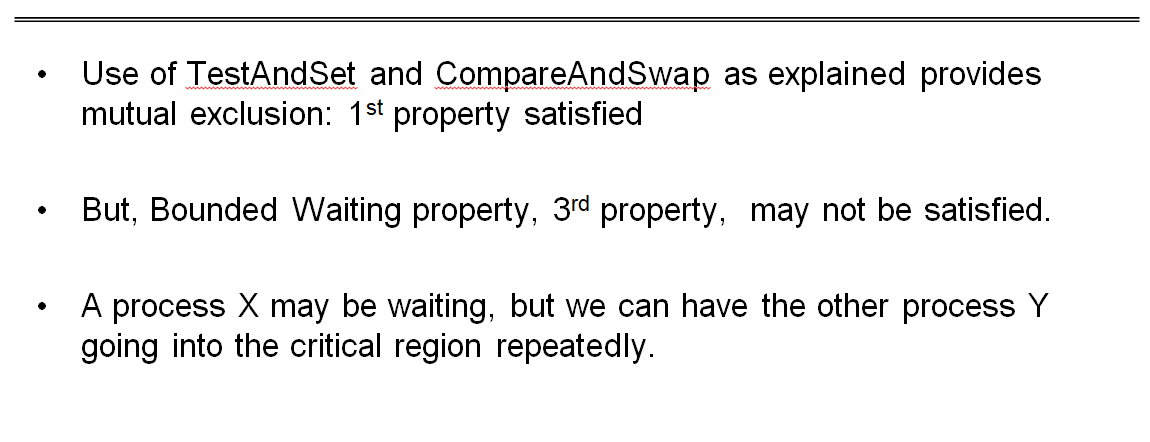 • Use of TestAndSet and CompareAndSwap as explained provides
mutual exclusion: 1st property satisfied
• But, Bounded Waiting property, 3rd property, may not be satisfied.
• A process X may be waiting, but we can have the other process Y
going into the critical region repeatedly.